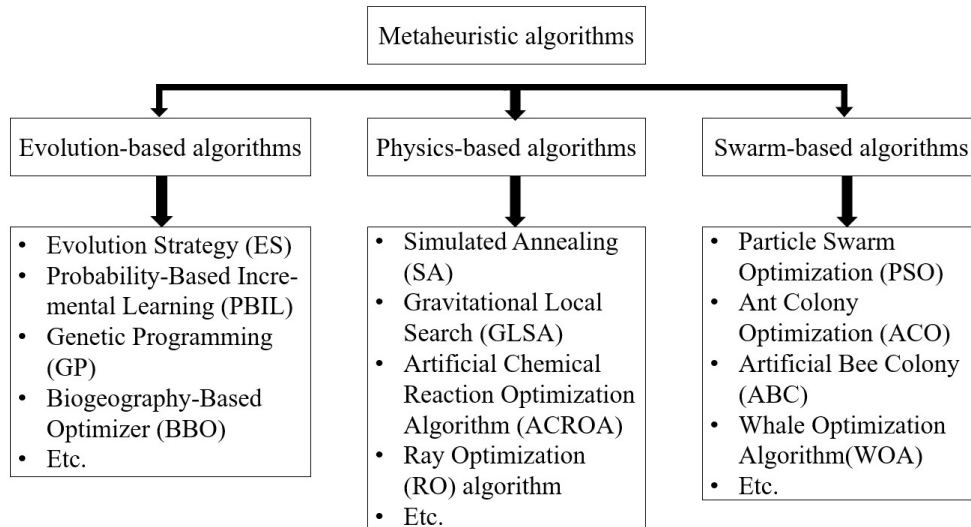 Metaheuristic algorithms
Evolution-based algorithms
Physics-based algorithms
Swarm-based algorithms
• Evolution Strategy (ES)
• Probability-Based Incre-
mental Learning (PBIL)
• Genetic Programming
(GP)
• Biogeography-Based
Optimizer (BBO)
• Etc.
• Simulated Annealing
(SA)
• Gravitational Local
Search (GLSA)
• Artificial Chemical
Reaction Optimization
Algorithm (ACROA)
• Ray Optimization
(RO) algorithm
• Etc.
• Particle Swarm
Optimization (PSO)
• Ant Colony
Optimization (ACO)
• Artificial Bee Colony
(ABC)
• Whale Optimization
Algorithm(WOA)
• Etc.